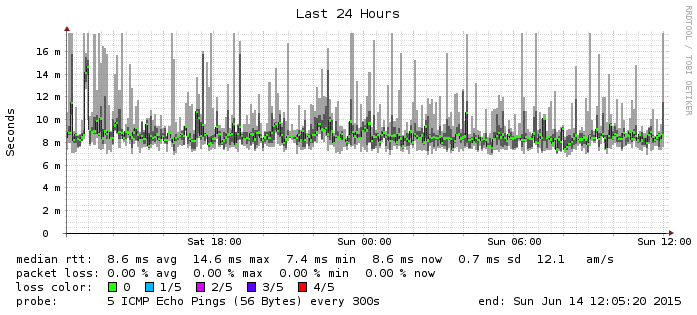 Last 24 Hours
RRDTOOL / TOBI OETIKER
Seconds
16 m
14 m
12 m
10 m
8 m
6 m
4 m
2 m
0
Sat 18:00 Sun 00:00 Sun 06:00 Sun 12:00
median rtt: 8.6 ms avg 14.6 ms max 7.4 ms min 8.6 ms now 0.7 ms sd 12.1 am/s
packet loss: 0.00 % avg 0.00 % max 0.00 % min 0.00 % now
loss color: 0 1/5 2/5 3/5 4/5
probe: 5 ICMP Echo Pings (56 Bytes) every 300s end: Sun Jun 14 12:05:20 2015